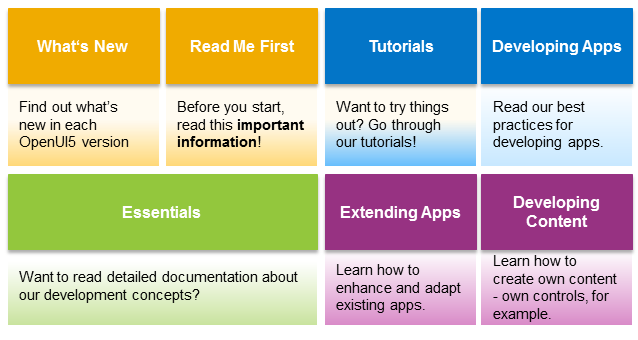 What's New
Read Me First
Tutorials
Developing Apps
Find out what's
new in each
OpenUI5 version
Before you start,
read this important
information!
Want to try things
out? Go through
our tutorials!
Read our best
practices for
developing apps.
Essentials
Extending Apps
Developing
Content
Want to read detailed documentation about
our development concepts?
Learn how to
enhance and adapt
existing apps.
Learn how to
create own content
- own controls, for
example.